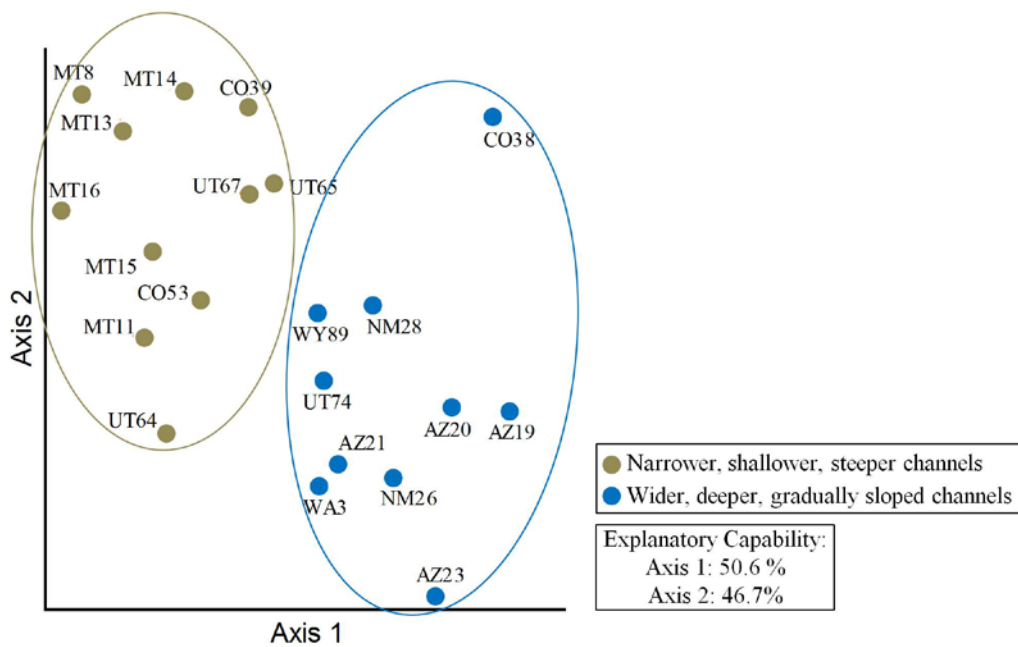 MT8
MT14
CO39
MT13
CO38
UT67
UT65
MT16
MT15
CO53
MT11
WY89
NM28
UT74
UT64
AZ20
AZ19
AZ21
WA3
NM26
AZ23
Axis 2
Axis 1
Narrower, shallower, steeper channels
Wider, deeper, gradually sloped channels
Explanatory Capability:
Axis 1: 50.6 %
Axis 2: 46.7%